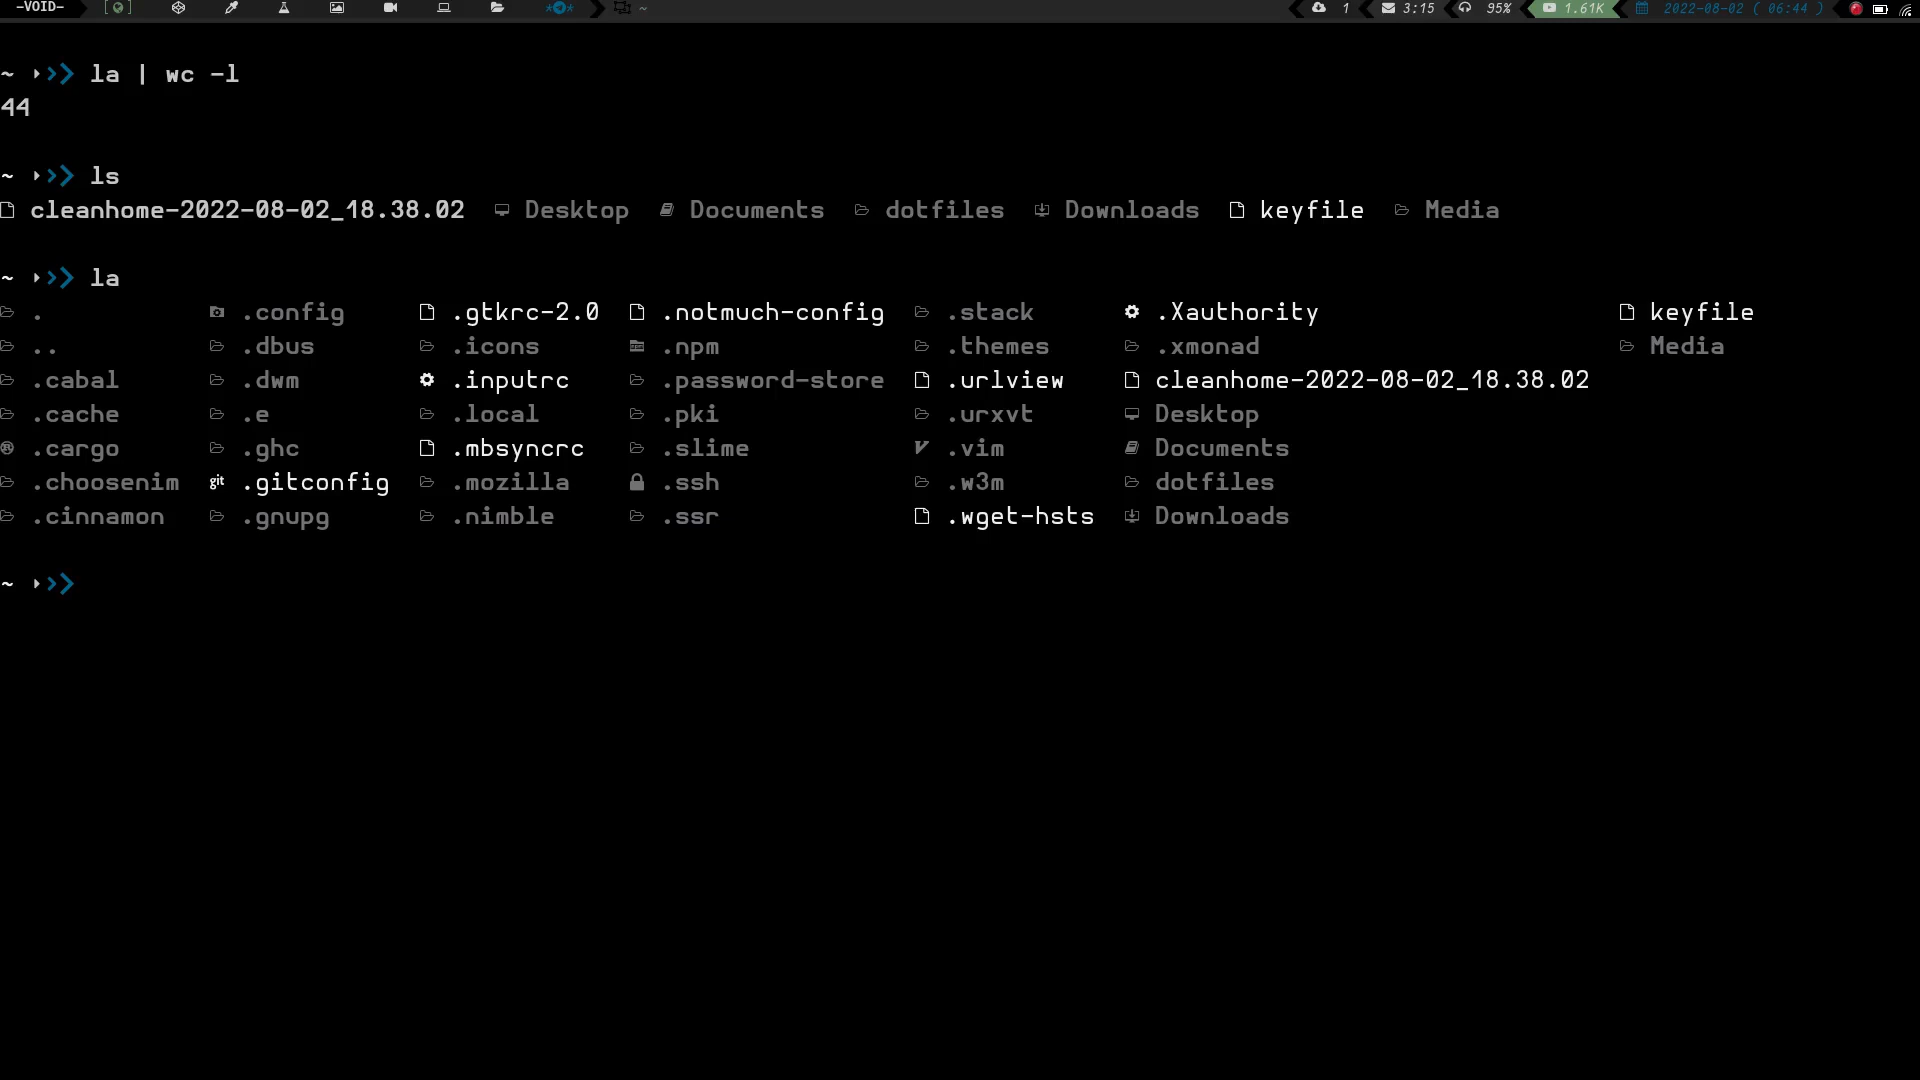 -VOID- [ ] ** ~ 1 3:15 95% 1.61K 2022-08-02 ( 06:44 )
~ la | wc -l
44
~ ls
cleanhome-2022-08-02_18.38.02 Desktop Documents dotfiles Downloads keyfile Media
~ la
. .config .gtkrc-2.0 .notmuch-config .stack .Xauthority keyfile
.. .dbus .icons .npm .themes .xmonad Media
.cabal .dwm .inputrc .password-store .urlview cleanhome-2022-08-02_18.38.02
.cache .e .local .pki .urxvt Desktop
.cargo .ghc .mbsyncrc .slime .vim Documents
.choosenim git .gitconfig .mozilla .ssh .w3m dotfiles
.cinnamon .gnupg .nimble .ssr .wget-hsts Downloads
~